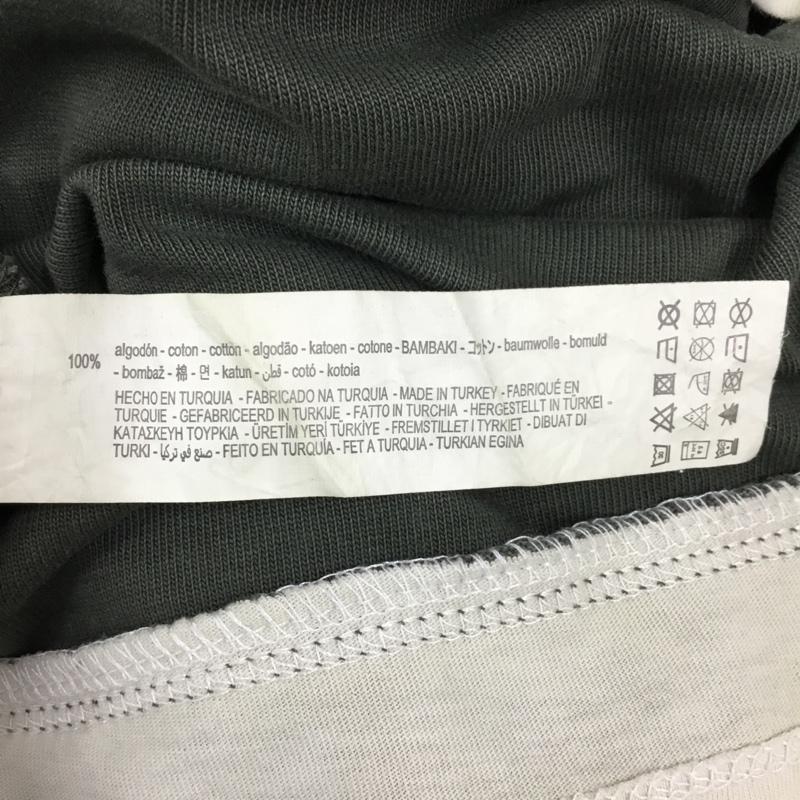 100% algodón - coton - cotton - algodão - katoen - cotone - BAMBAKI - コットン - baumwolle - bomuld
- bombaž - 棉 - 면 - katun - قطن - cotó - kotoia
HECHO EN TURQUIA - FABRICADO NA TURQUIA - MADE IN TURKEY - FABRIQUÉ EN
TURQUIE - GEFABRICEERD IN TURKIJE - FATTO IN TURCHIA - HERGESTELLT IN TÜRKEI -
ΚΑΤΑΣΚΕΥΗ ΤΟΥΡΚΙΑ - ÜRETİM YERİ TÜRKİYE - FREMSTILLET I TYRKIET - DIBUAT DI
TURKI - صنع في تركيا - FEITO EN TURQUÍA - FET A TURQUIA - TURKIAN EGINA